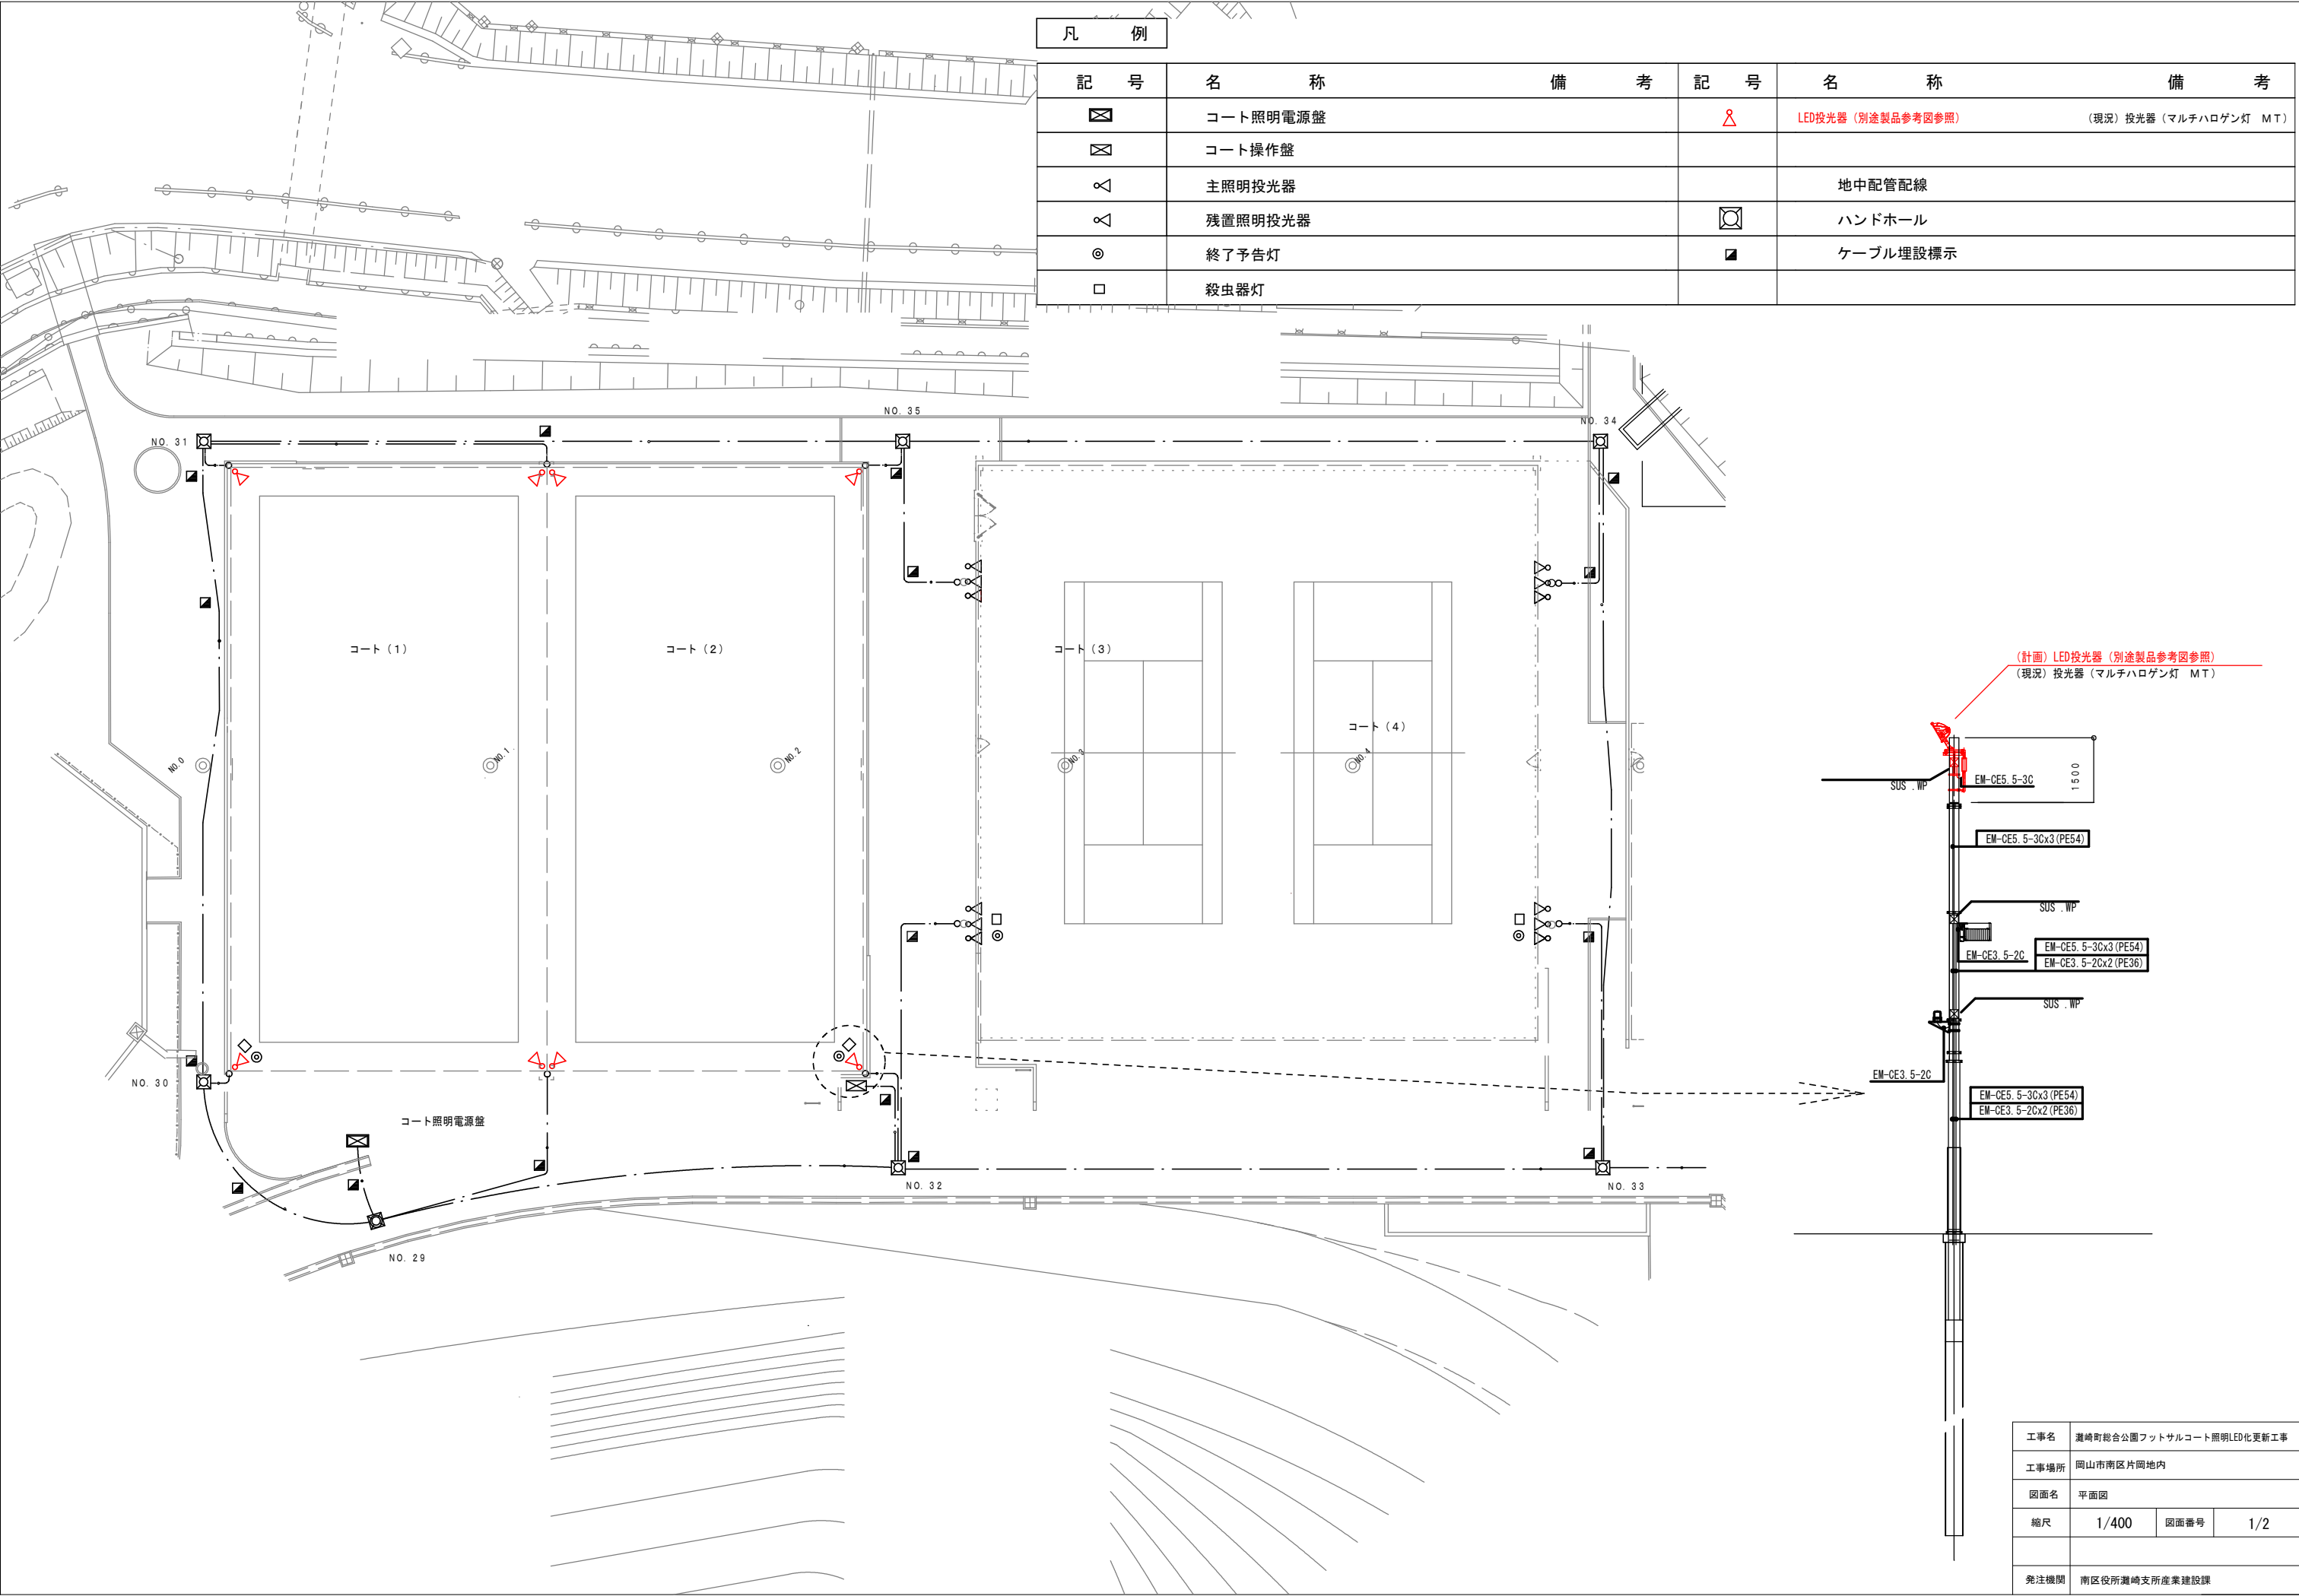 凡 例
記 号 名 称 備 考 記 号 名 称 備 考
コート照明電源盤 LED投光器（別途製品参考図参照） （現況）投光器（マルチハロゲン灯 ＭＴ）
コート操作盤
主照明投光器 地中配管配線
残置照明投光器 ハンドホール
終了予告灯 ケーブル埋設標示
殺虫器灯
NO. 35
NO. 34
NO. 31
コート（１）
コート（２）
コート（３）
コート（４）
NO.0
NO.1
NO.2
NO.3
NO.4
NO. 30
コート照明電源盤
NO. 32
NO. 33
NO. 29
（計画）LED投光器（別途製品参考図参照）
（現況）投光器（マルチハロゲン灯 ＭＴ）
SUS .WP
EM-CE5.5-3C
1500
EM-CE5.5-3Cx3(PE54)
SUS .WP
EM-CE3.5-2C
EM-CE5.5-3Cx3(PE54)
EM-CE3.5-2Cx2(PE36)
SUS .WP
EM-CE3.5-2C
EM-CE5.5-3Cx3(PE54)
EM-CE3.5-2Cx2(PE36)
工事名 灘崎町総合公園フットサルコート照明LED化更新工事
工事場所 岡山市南区片岡地内
図面名 平面図
縮尺 1/400 図面番号 1/2
発注機関 南区役所灘崎支所産業建設課